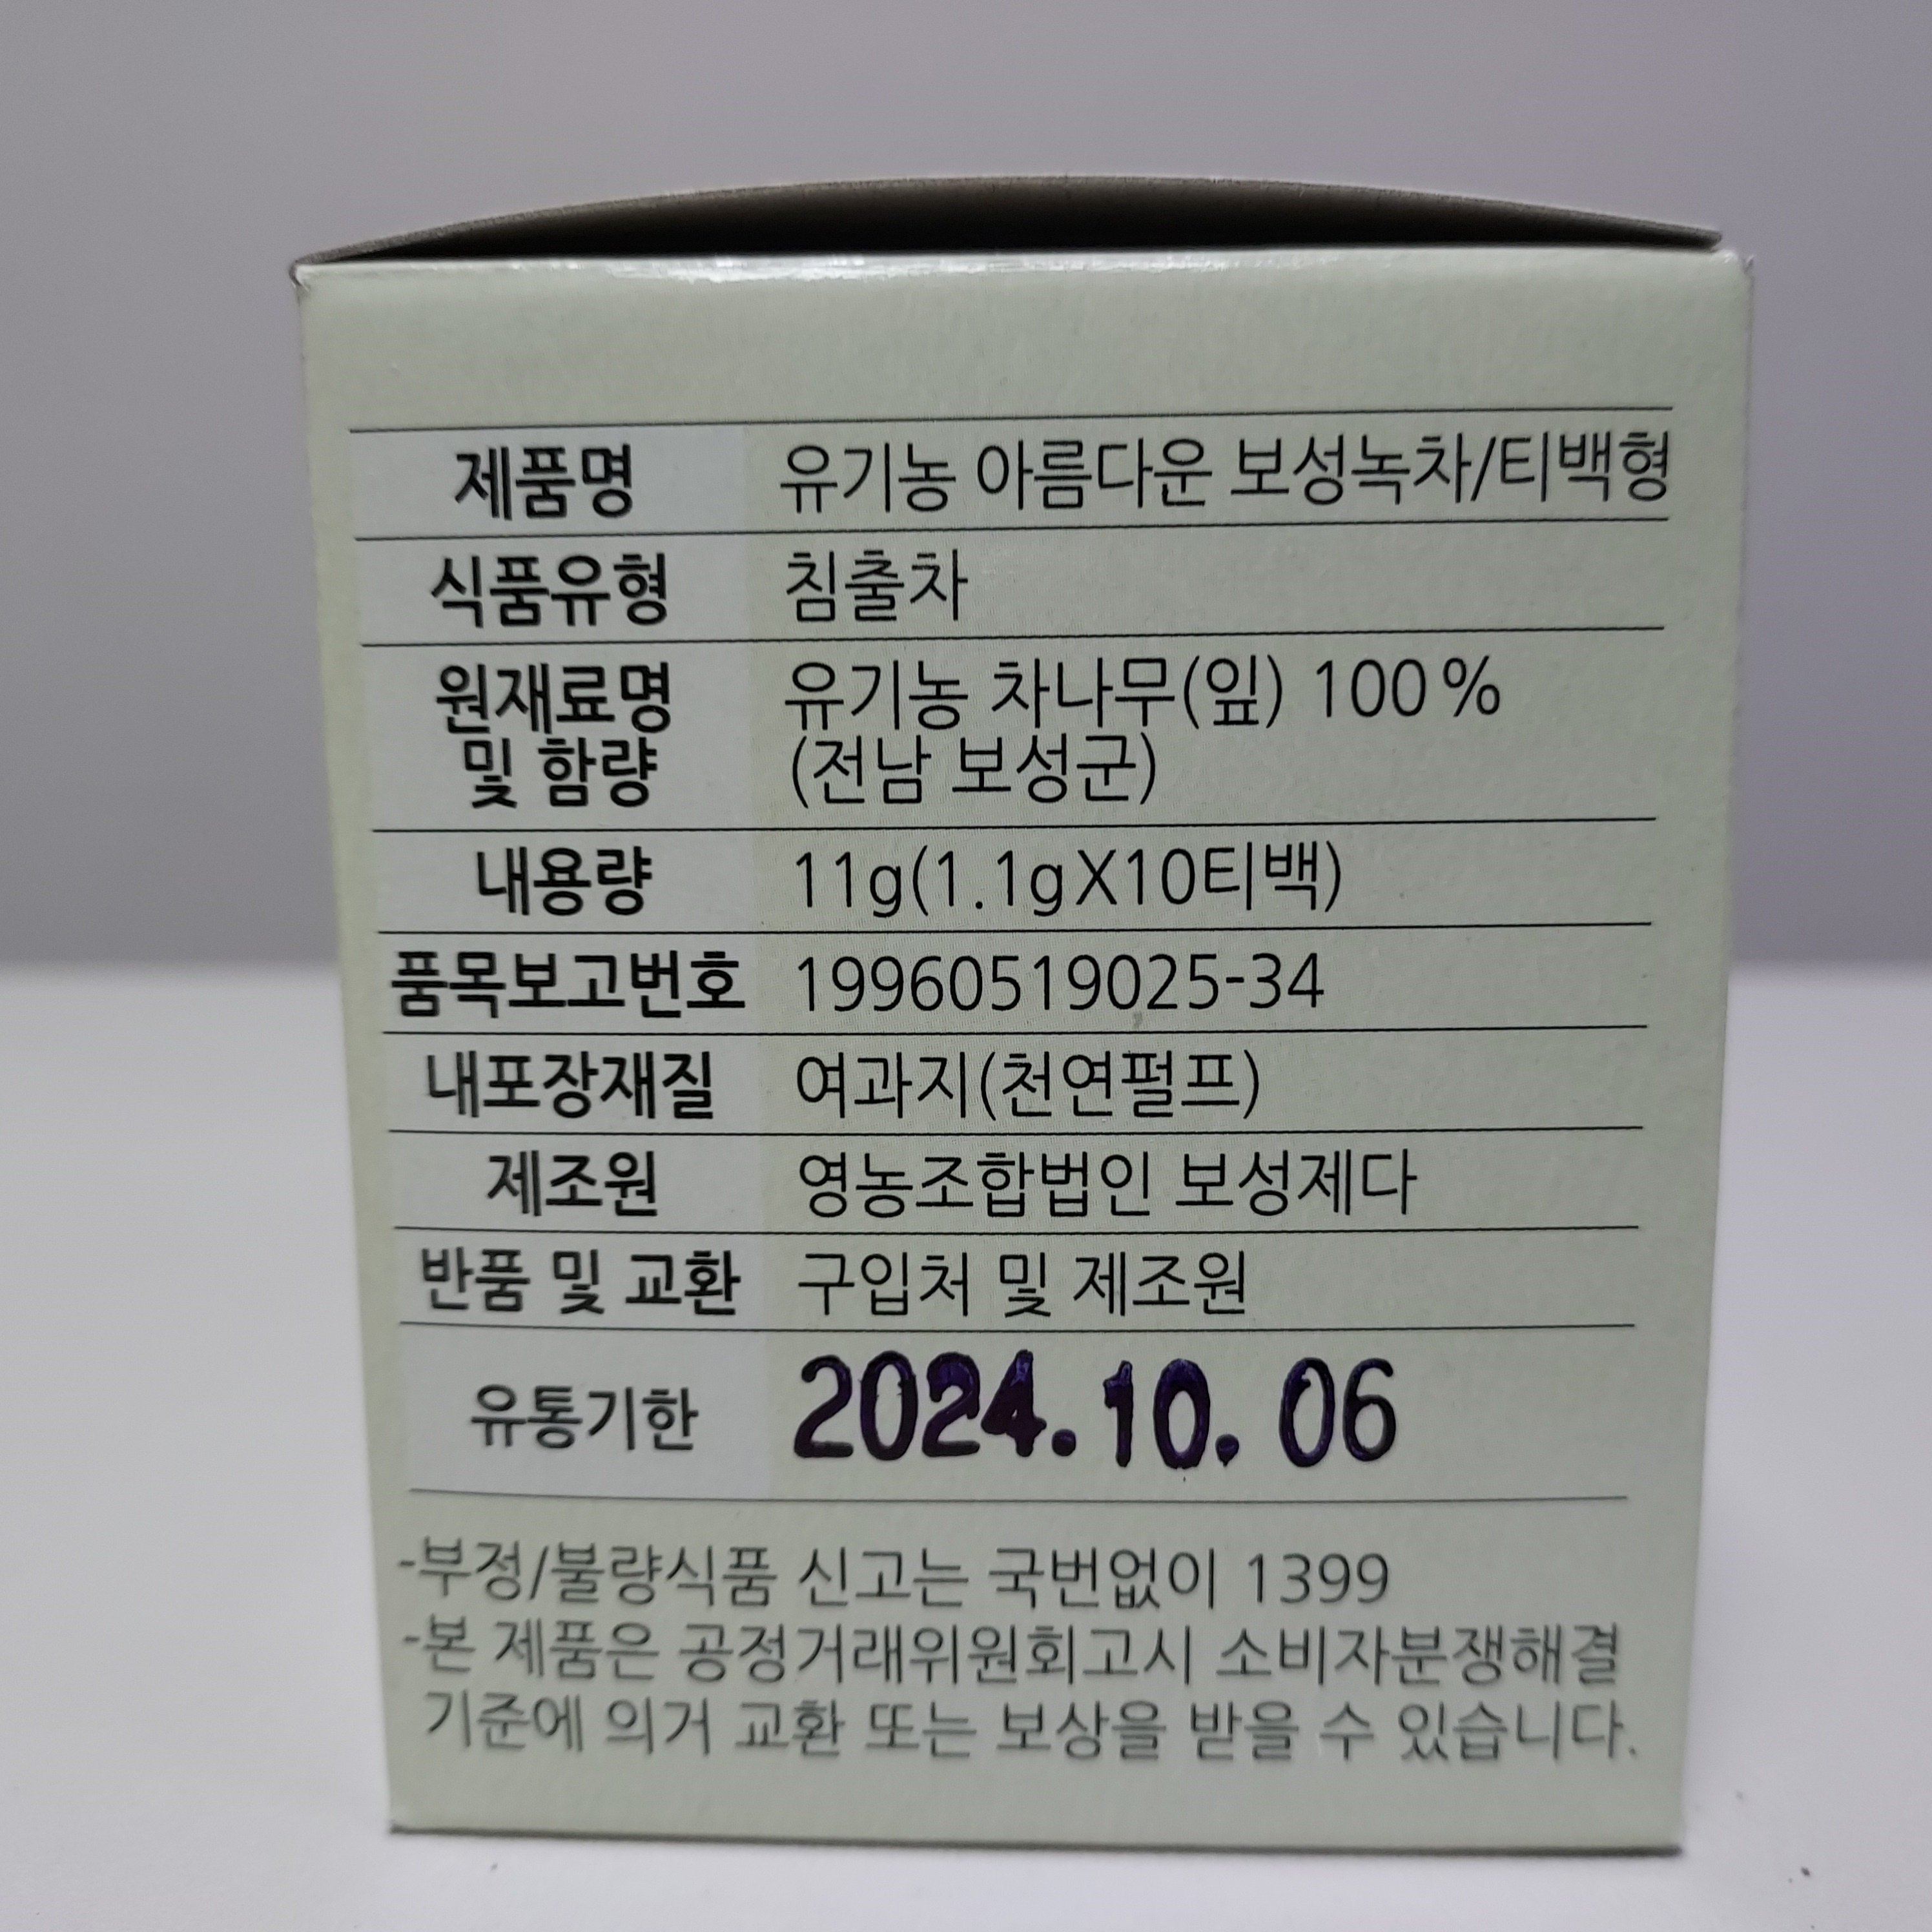 제품명 유기농 아름다운 보성녹차/티백형
식품유형 침출차
원재료명 유기농 차나무(잎) 100%
및 함량 (전남 보성군)
내용량 11g(1.1gX10티백)
품목보고번호 19960519025-34
내포장재질 여과지(천연펄프)
제조원 영농조합법인 보성제다
반품 및 교환 구입처 및 제조원
유통기한 2024.10.06
-부정/불량식품 신고는 국번없이 1399
-본 제품은 공정거래위원회고시 소비자분쟁해결
기준에 의거 교환 또는 보상을 받을 수 있습니다.